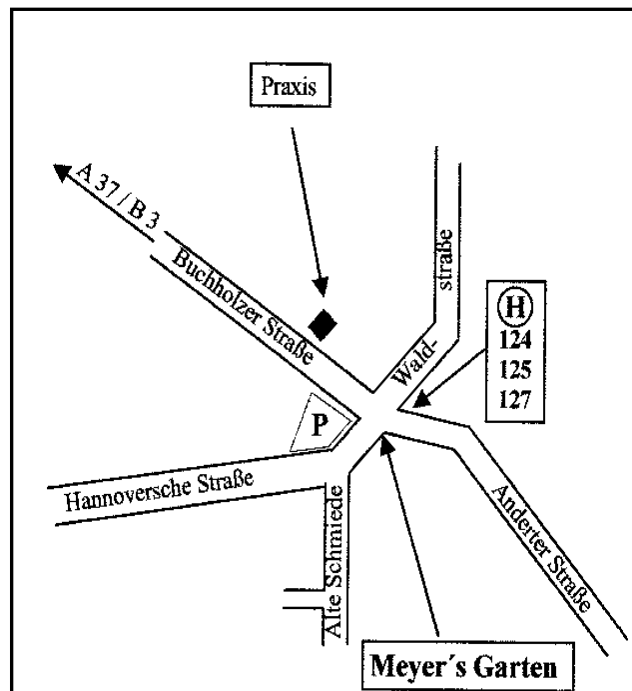 Praxis
A 37 / B 3
Buchholzer Straße
Wald-
straße
H
124
125
127
P
Hannoversche Straße
Alte Schmiede
Anderter Straße
Meyer´s Garten